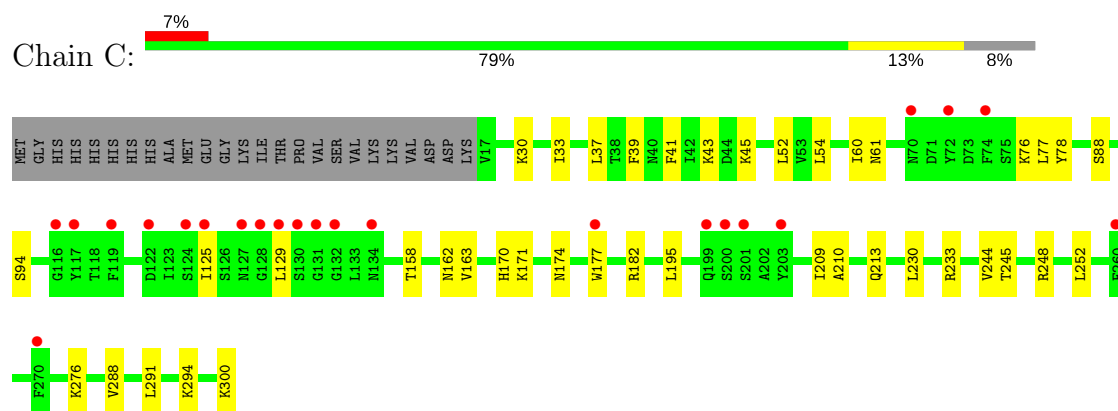 7%
Chain C:
79% 13% 8%
MET GLY HIS HIS HIS HIS HIS HIS ALA MET GLU GLY LYS ILE THR PRO VAL SER VAL LYS LYS VAL ASP ASP LYS V17 K30 I33 L37 T38 F39 N40 F41 I42 K43 D44 K45 L52 V53 L54 I60 N61 N70 D71 Y72 D73 F74 S75 K76 L77 Y78 S88
S94 G116 Y117 T118 F119 D122 I123 S124 I125 S126 N127 G128 L129 S130 G131 G132 L133 N134 T158 N162 V163 H170 K171 N174 W177 R182 L195 Q199 S200 S201 A202 Y203 I209 A210 Q213 L230 R233 V244 T245 R248 L252
F270 K276 V288 L291 K294 K300